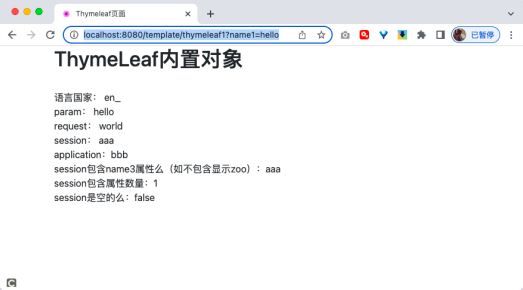 Thymeleaf页面
localhost:8080/template/thymeleaf1?name1=hello
已暂停
ThymeLeaf内置对象
语言国家： en_
param： hello
request： world
session： aaa
application：bbb
session包含name3属性么（如不包含显示zoo）：aaa
session包含属性数量：1
session是空的么：false